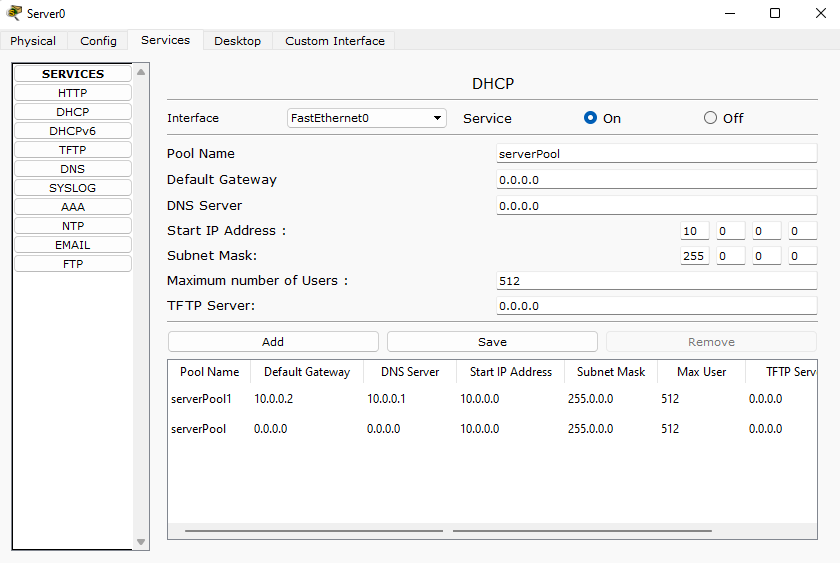 Server0
Physical Config Services Desktop Custom Interface
SERVICES
HTTP
DHCP
DHCPv6
TFTP
DNS
SYSLOG
AAA
NTP
EMAIL
FTP
DHCP
Interface FastEthernet0 Service On Off
Pool Name serverPool
Default Gateway 0.0.0.0
DNS Server 0.0.0.0
Start IP Address : 10 0 0 0
Subnet Mask: 255 0 0 0
Maximum number of Users : 512
TFTP Server: 0.0.0.0
Add Save Remove
Pool Name Default Gateway DNS Server Start IP Address Subnet Mask Max User TFTP Serv
serverPool1 10.0.0.2 10.0.0.1 10.0.0.0 255.0.0.0 512 0.0.0.0
serverPool 0.0.0.0 0.0.0.0 10.0.0.0 255.0.0.0 512 0.0.0.0